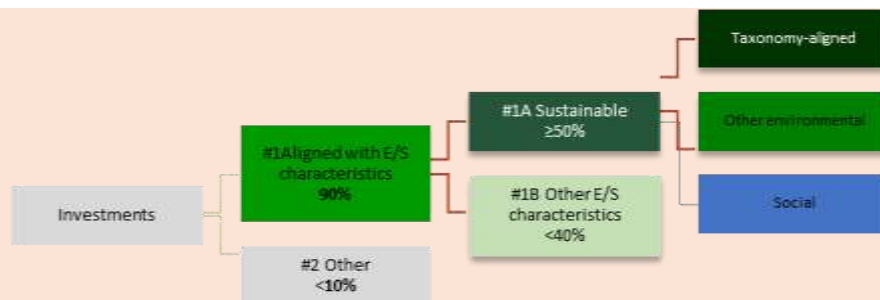 Taxonomy-aligned
#1A Sustainable
≥50%
Other environmental
#1Aligned with E/S
characteristics
90%
#1B Other E/S
characteristics
<40%
Social
Investments
#2 Other
<10%